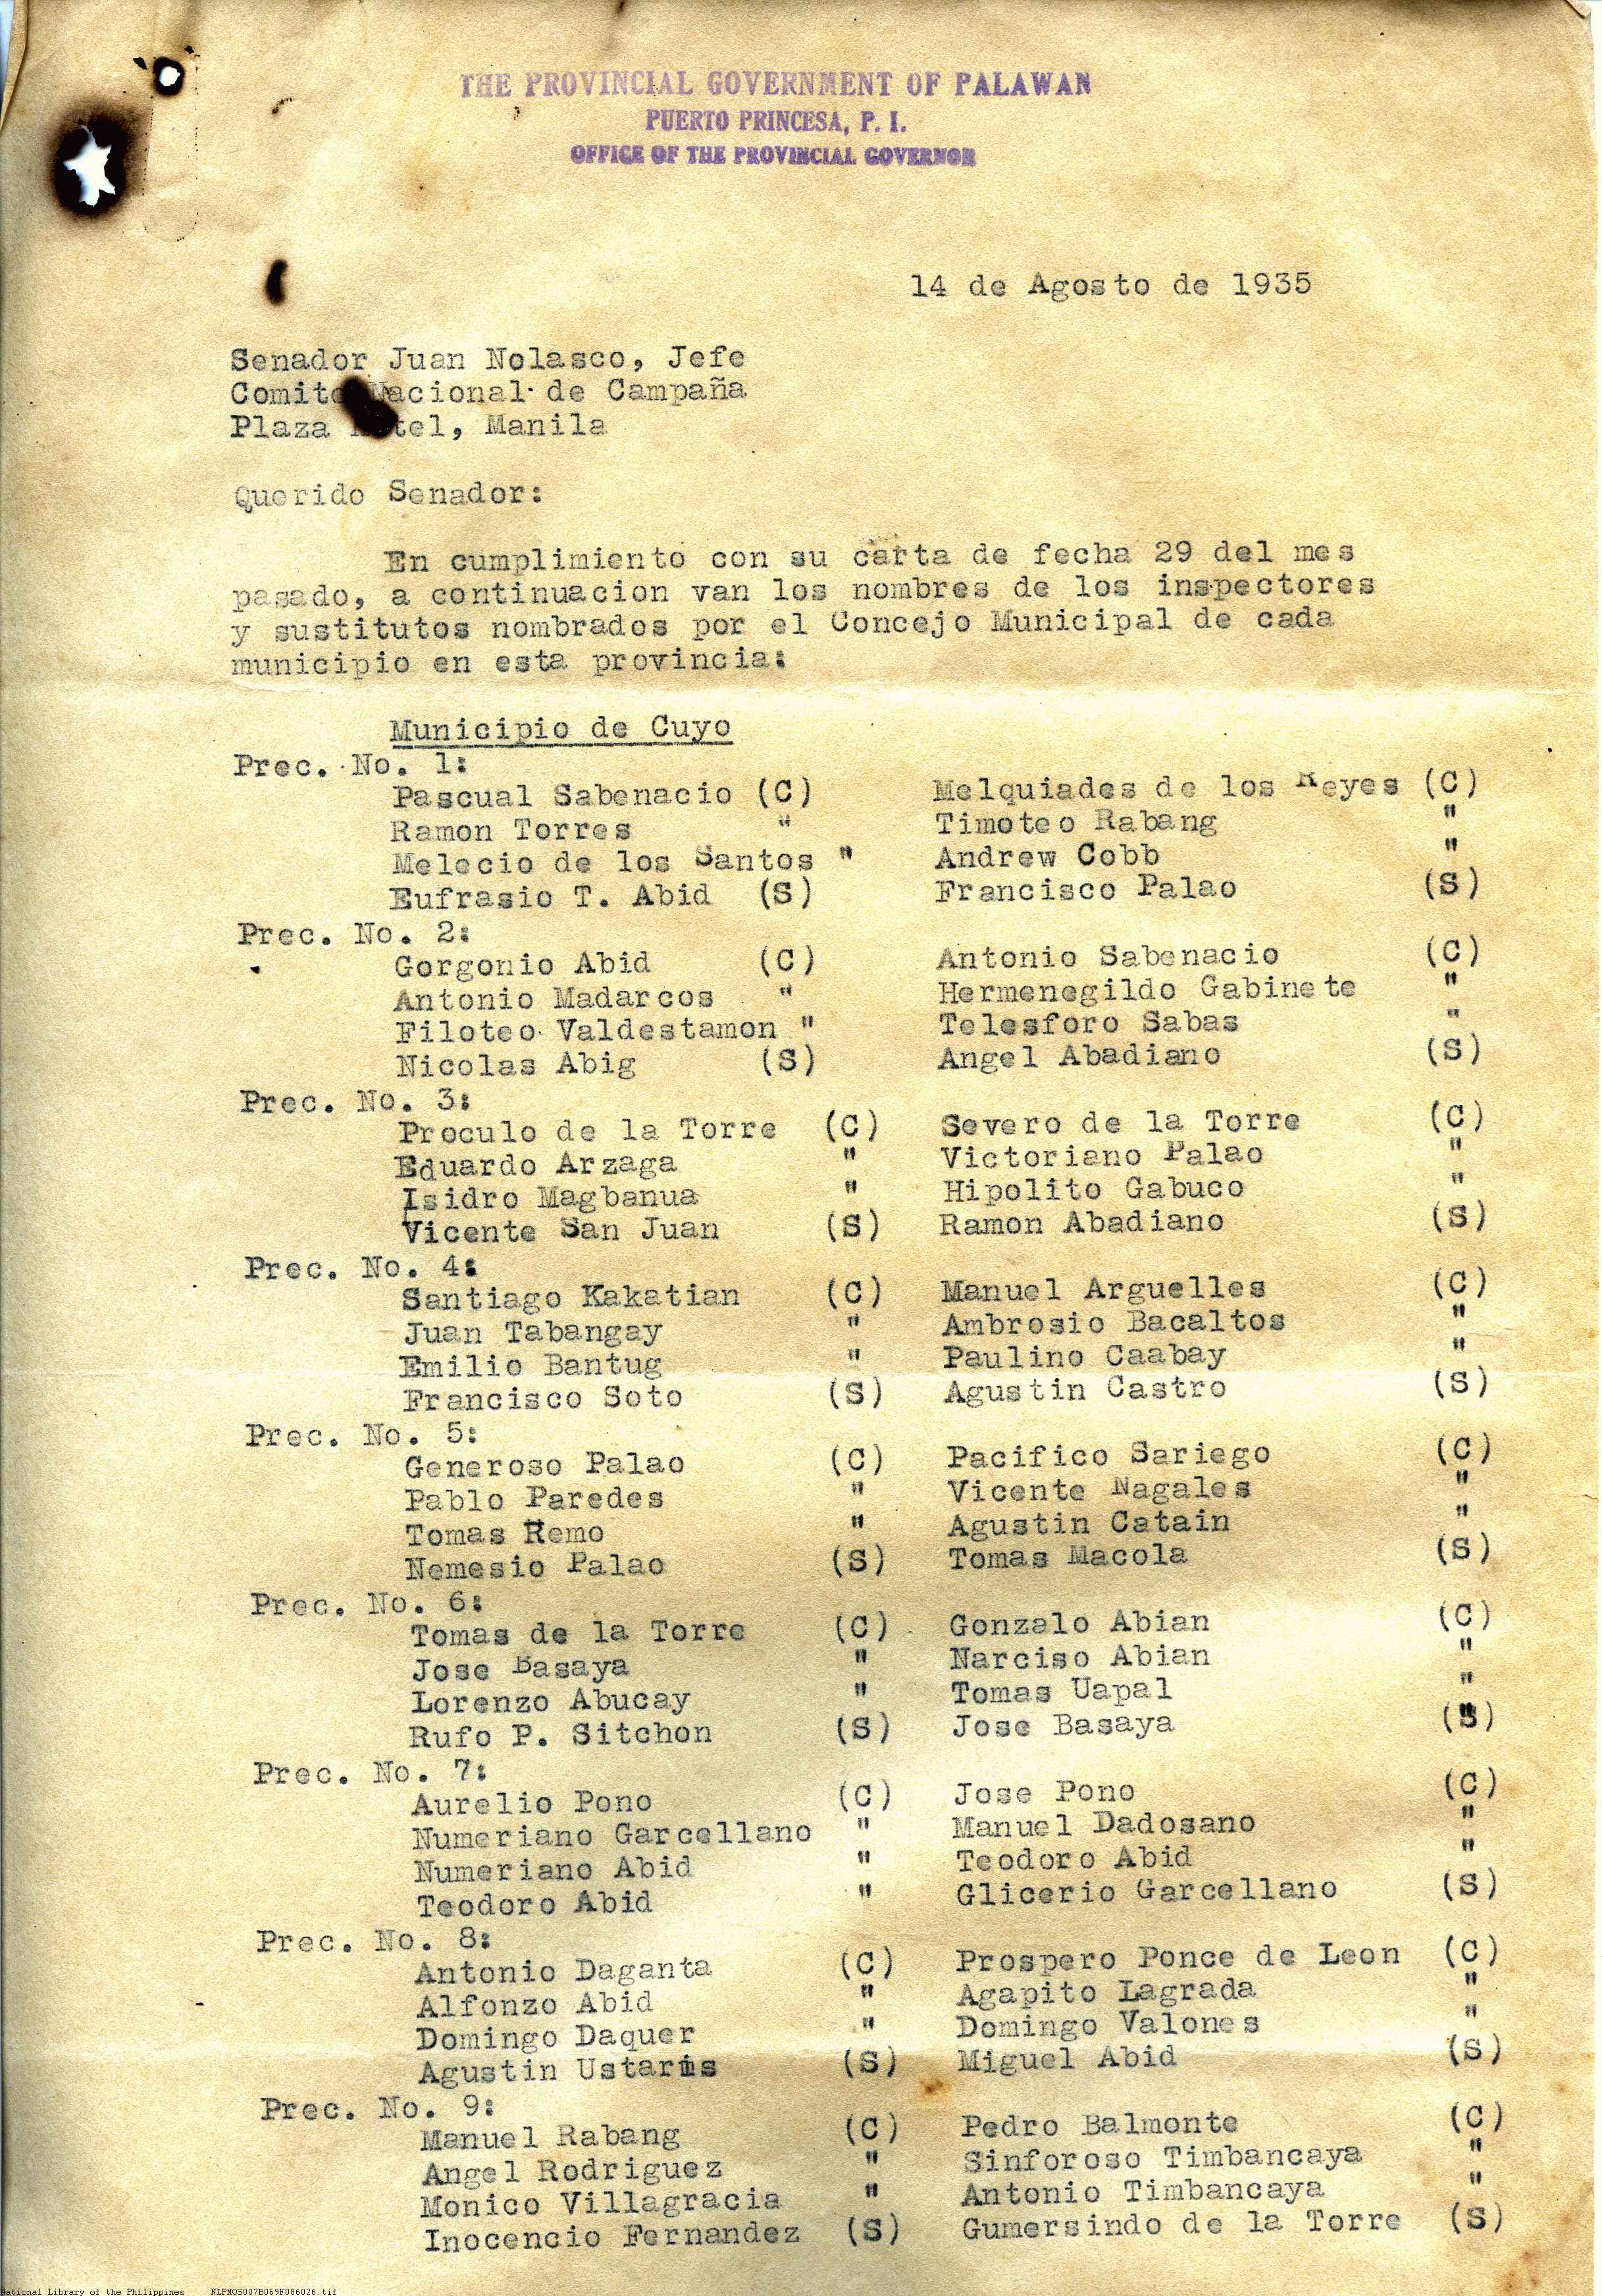 THE PROVINCIAL GOVERNMENT OF PALAWAN
PUERTO PRINCESA, P. I.
OFFICE OF THE PROVINCIAL GOVERNOR
14 de Agosto de 1935
Senador Juan Nolasco, Jefe
Comite Nacional de Campaña
Plaza Hotel, Manila
Querido Senador:
En cumplimiento con su carta de fecha 29 del mes
pasado, a continuacion van los nombres de los inspectores
y sustitutos nombrados por el Concejo Municipal de cada
municipio en esta provincia:
Municipio de Cuyo
Prec. No. 1:
Pascual Sabenacio (C) Melquiades de los Reyes (C)
Ramon Torres " Timoteo Rabang "
Melecio de los Santos " Andrew Cobb "
Eufrasio T. Abid (S) Francisco Palao (S)
Prec. No. 2:
Gorgonio Abid (C) Antonio Sabenacio (C)
Antonio Madarcos " Hermenegildo Gabinete "
Filoteo Valdestamon " Telesforo Sabas "
Nicolas Abig (S) Angel Abadiano (S)
Prec. No. 3:
Proculo de la Torre (C) Severo de la Torre (C)
Eduardo Arzaga " Victoriano Palao "
Isidro Magbanua " Hipolito Gabuco "
Vicente San Juan (S) Ramon Abadiano (S)
Prec. No. 4:
Santiago Kakatian (C) Manuel Arguelles (C)
Juan Tabangay " Ambrosio Bacaltos "
Emilio Bantug " Paulino Caabay "
Francisco Soto (S) Agustin Castro (S)
Prec. No. 5:
Generoso Palao (C) Pacifico Sariego (C)
Pablo Paredes " Vicente Nagales "
Tomas Remo " Agustin Catain "
Nemesio Palao (S) Tomas Macola (S)
Prec. No. 6:
Tomas de la Torre (C) Gonzalo Abian (C)
Jose Basaya " Narciso Abian "
Lorenzo Abucay " Tomas Uapal "
Rufo P. Sitchon (S) Jose Basaya (S)
Prec. No. 7:
Aurelio Pono (C) Jose Pono (C)
Numeriano Garcellano " Manuel Dadosano "
Numeriano Abid " Teodoro Abid "
Teodoro Abid " Glicerio Garcellano (S)
Prec. No. 8:
Antonio Daganta (C) Prospero Ponce de Leon (C)
Alfonzo Abid " Agapito Lagrada "
Domingo Daquer " Domingo Valones "
Agustin Ustaris (S) Miguel Abid (S)
Prec. No. 9:
Manuel Rabang (C) Pedro Balmonte (C)
Angel Rodriguez " Sinforoso Timbancaya "
Monico Villagracia " Antonio Timbancaya "
Inocencio Fernandez (S) Gumersindo de la Torre (S)
National Library of the Philippines NLPMQS007B069F086026.tif